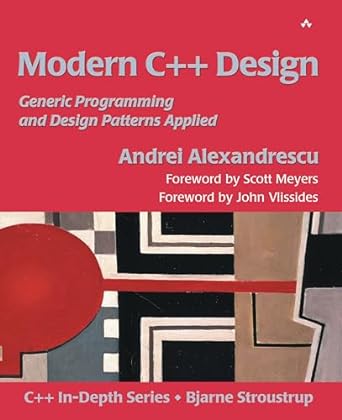 Modern C++ Design
Generic Programming
and Design Patterns Applied
Andrei Alexandrescu
Foreword by Scott Meyers
Foreword by John Vlissides
C++ In-Depth Series • Bjarne Stroustrup